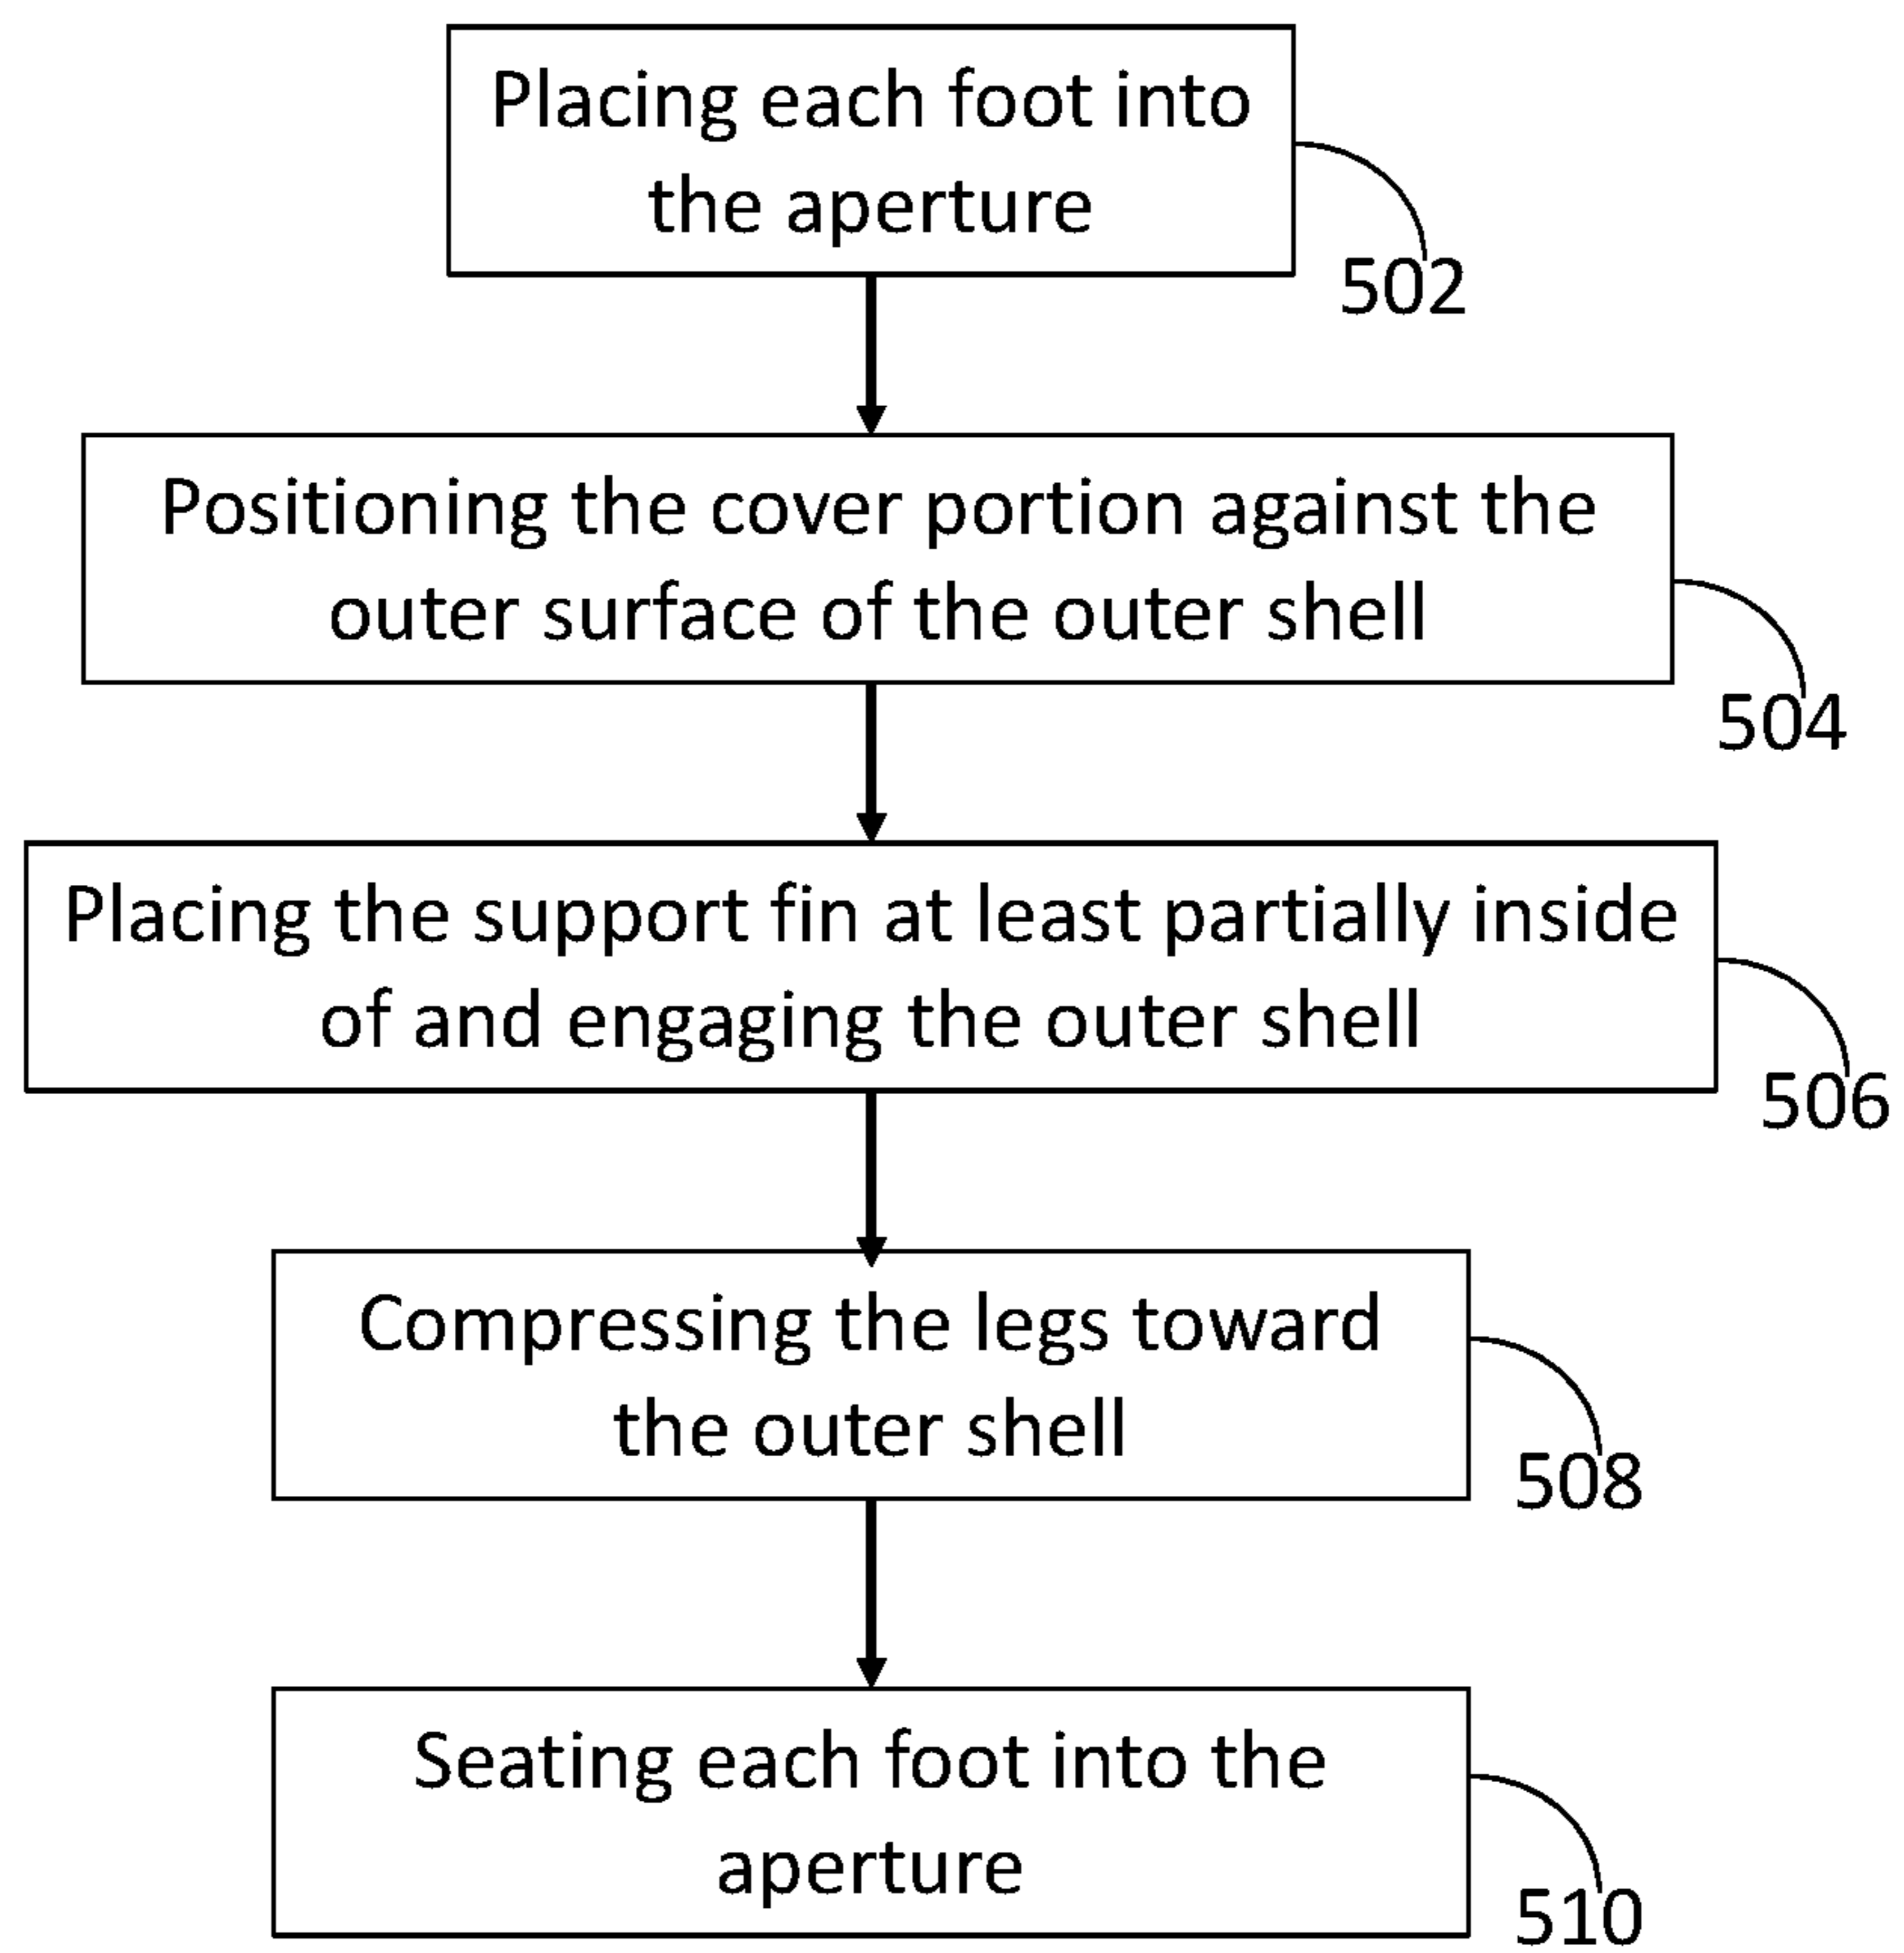 Placing each foot into
the aperture
502
Positioning the cover portion against the
outer surface of the outer shell
504
Placing the support fin at least partially inside
of and engaging the outer shell
506
Compressing the legs toward
the outer shell
508
Seating each foot into the
aperture
510